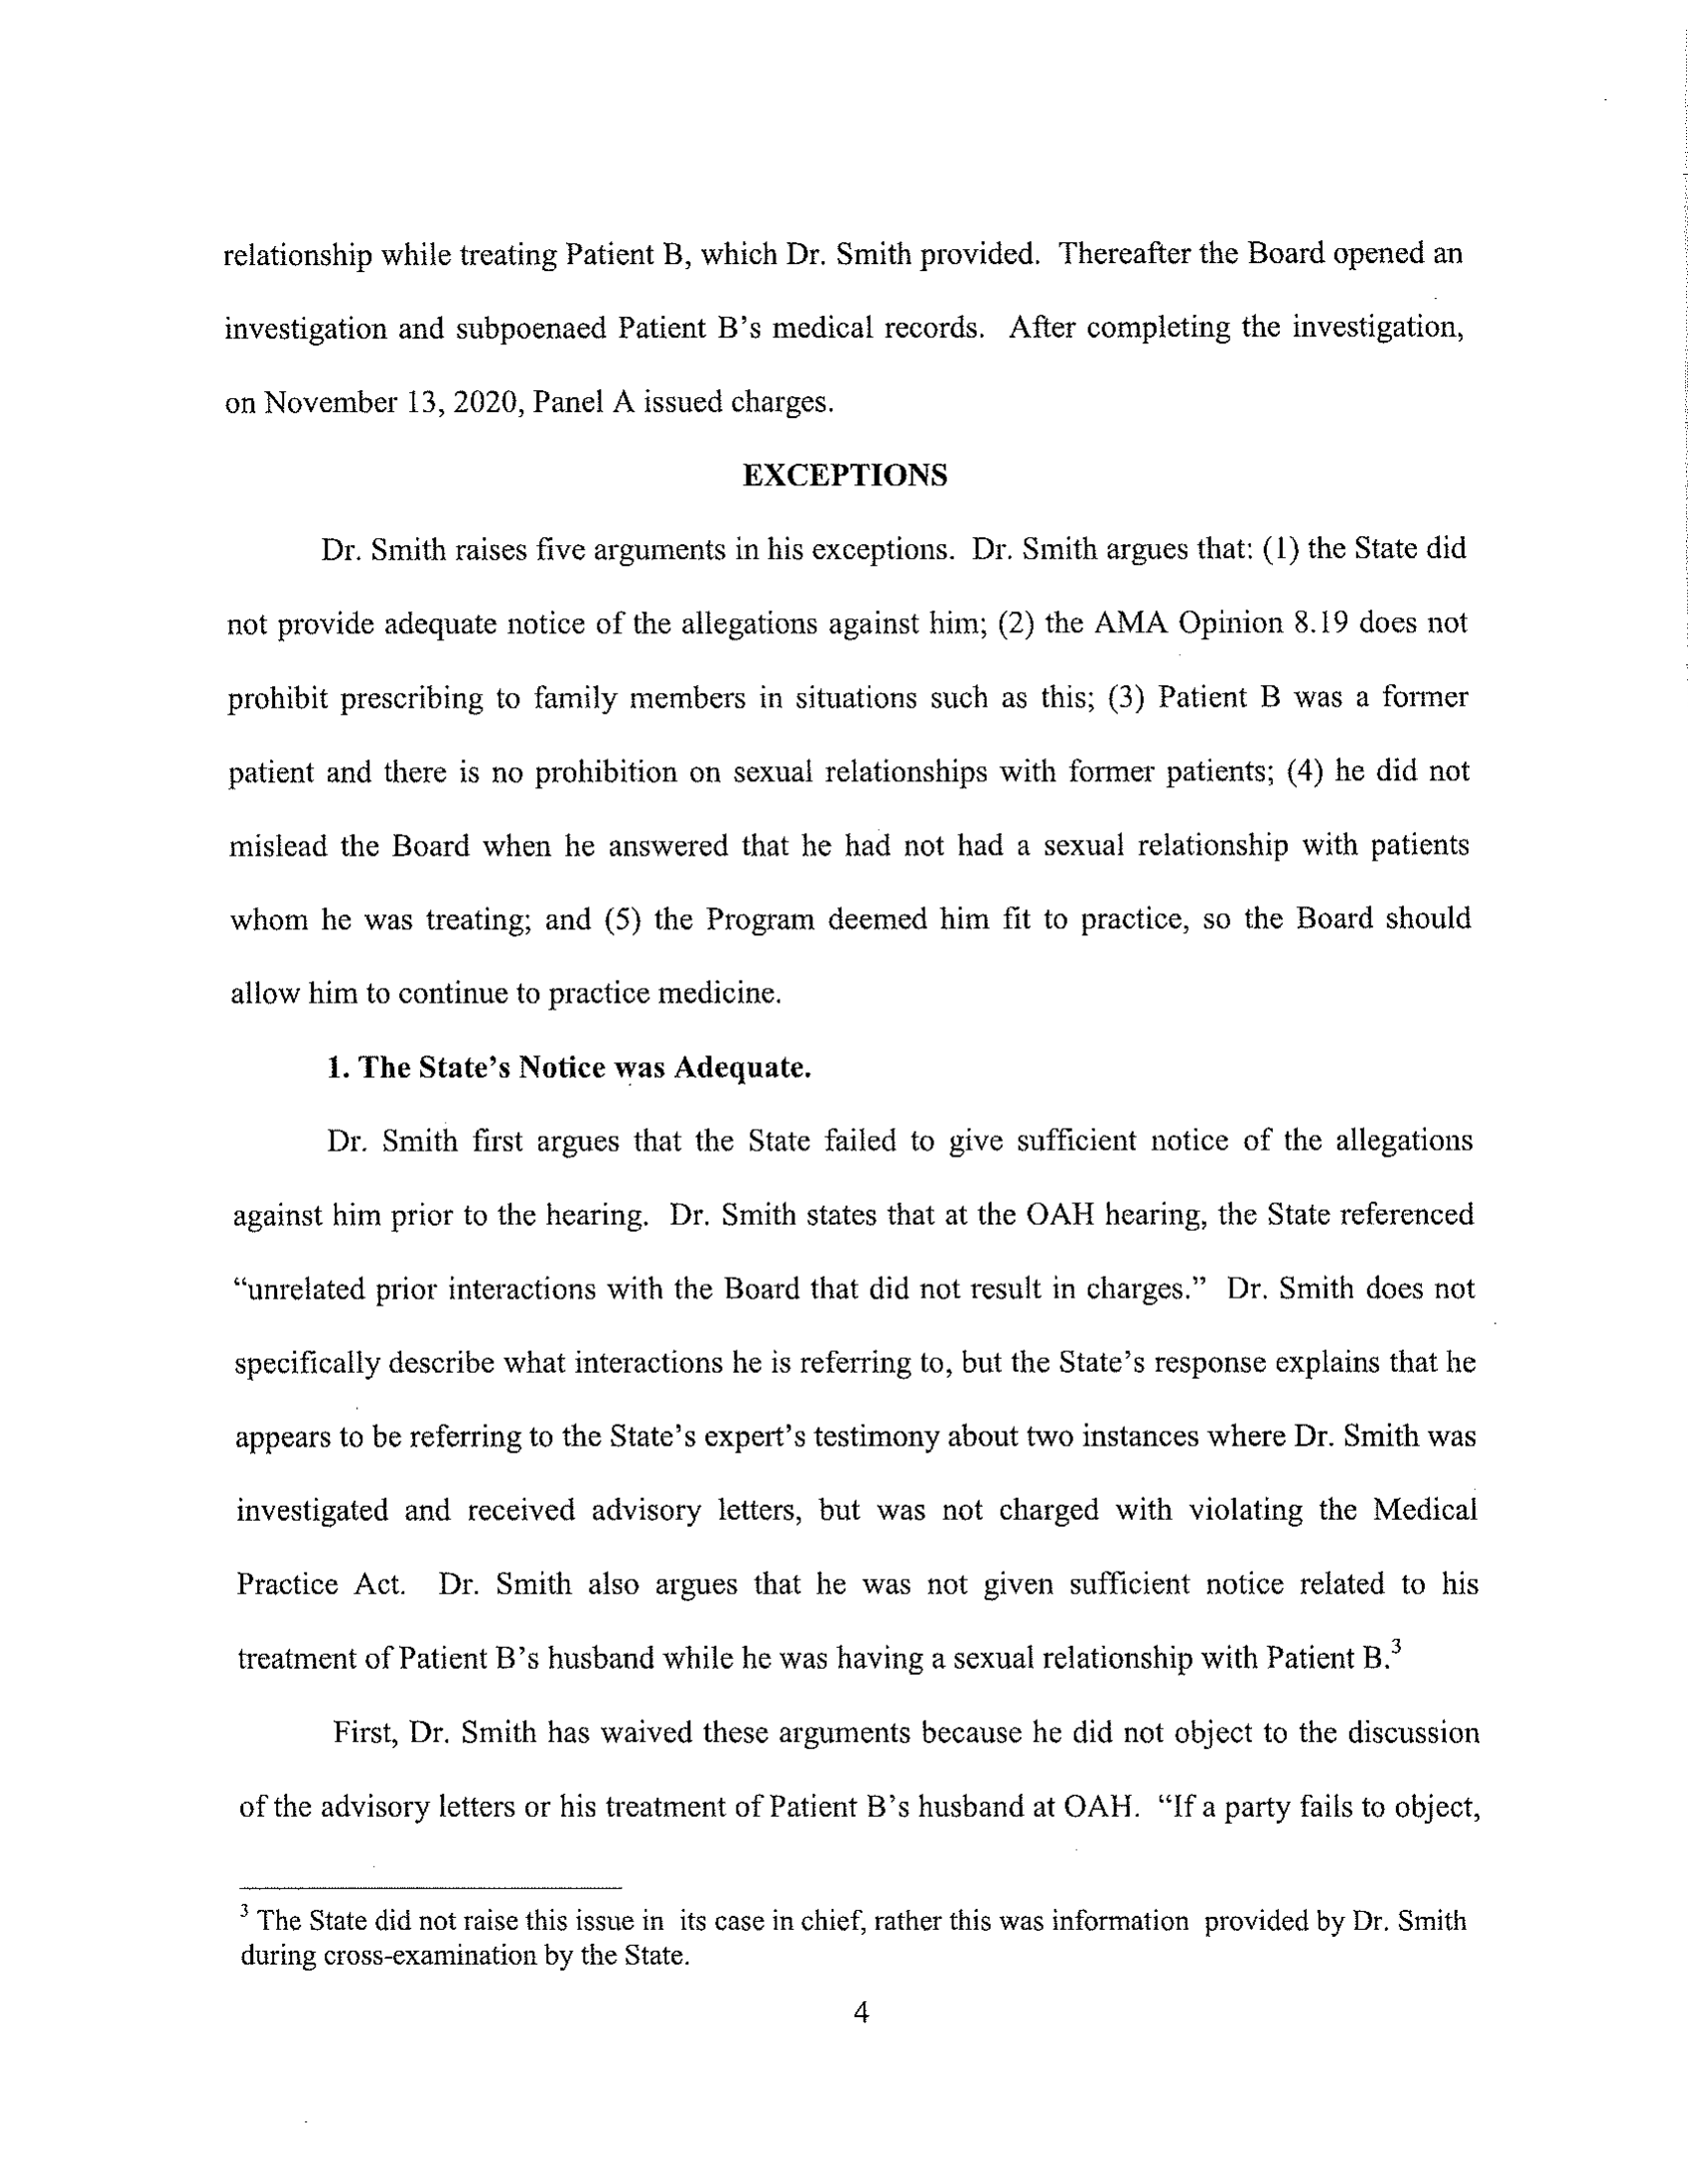 relationship while treating Patient B, which Dr. Smith provided. Thereafter the Board opened an
investigation and subpoenaed Patient B's medical records. After completing the investigation,
on November 13, 2020, Panel A issued charges.
EXCEPTIONS
Dr. Smith raises five arguments in his exceptions. Dr. Smith argues that: (1) the State did
not provide adequate notice of the allegations against him; (2) the AMA Opinion 8.19 does not
prohibit prescribing to family members in situations such as this; (3) Patient B was a former
patient and there is no prohibition on sexual relationships with former patients; (4) he did not
mislead the Board when he answered that he had not had a sexual relationship with patients
whom he was treating; and (5) the Program deemed him fit to practice, so the Board should
allow him to continue to practice medicine.
1. The State's Notice was Adequate.
Dr. Smith first argues that the State failed to give sufficient notice of the allegations
against him prior to the hearing. Dr. Smith states that at the OAH hearing, the State referenced
“unrelated prior interactions with the Board that did not result in charges.” Dr. Smith does not
specifically describe what interactions he is referring to, but the State's response explains that he
appears to be referring to the State's expert's testimony about two instances where Dr. Smith was
investigated and received advisory letters, but was not charged with violating the Medical
Practice Act. Dr. Smith also argues that he was not given sufficient notice related to his
treatment of Patient B's husband while he was having a sexual relationship with Patient B.³
First, Dr. Smith has waived these arguments because he did not object to the discussion
of the advisory letters or his treatment of Patient B's husband at OAH. “If a party fails to object,
³ The State did not raise this issue in its case in chief, rather this was information provided by Dr. Smith
during cross-examination by the State.
4